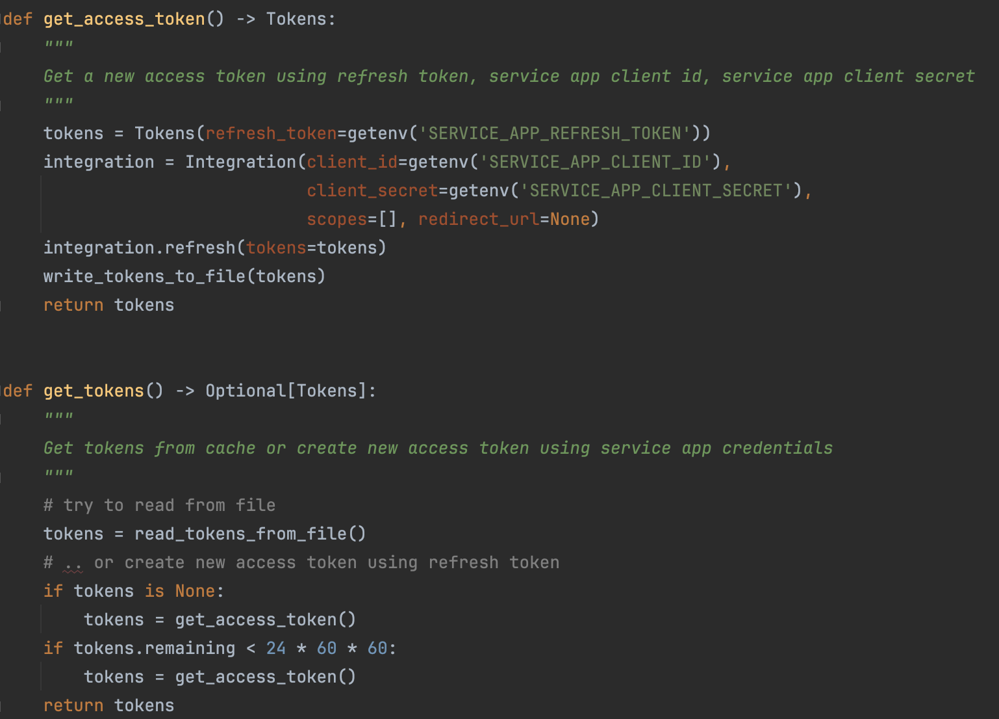 def get_access_token() -> Tokens:
    """
    Get a new access token using refresh token, service app client id, service app client secret
    """
    tokens = Tokens(refresh_token=getenv('SERVICE_APP_REFRESH_TOKEN'))
    integration = Integration(client_id=getenv('SERVICE_APP_CLIENT_ID'),
                              client_secret=getenv('SERVICE_APP_CLIENT_SECRET'),
                              scopes=[], redirect_url=None)
    integration.refresh(tokens=tokens)
    write_tokens_to_file(tokens)
    return tokens


def get_tokens() -> Optional[Tokens]:
    """
    Get tokens from cache or create new access token using service app credentials
    """
    # try to read from file
    tokens = read_tokens_from_file()
    # .. or create new access token using refresh token
    if tokens is None:
        tokens = get_access_token()
    if tokens.remaining < 24 * 60 * 60:
        tokens = get_access_token()
    return tokens